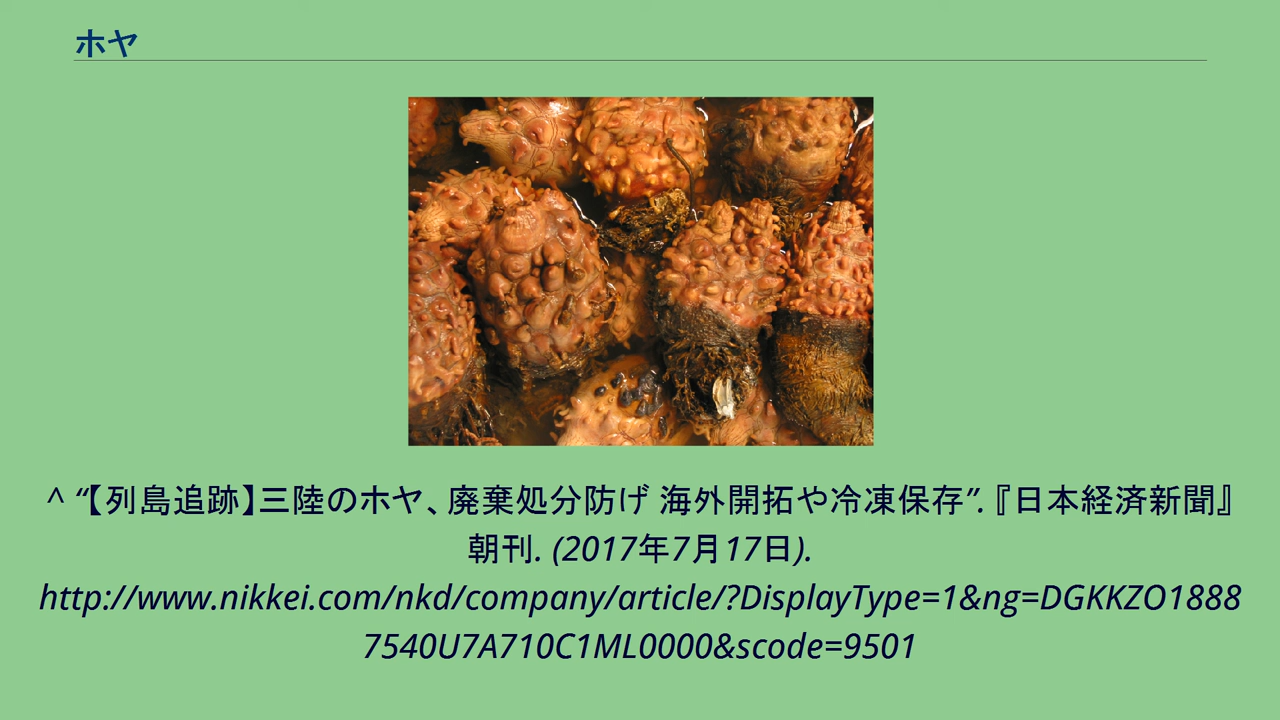 ホヤ
^ “【列島追跡】三陸のホヤ、廃棄処分防げ 海外開拓や冷凍保存”. 『日本経済新聞』
朝刊. (2017年7月17日).
http://www.nikkei.com/nkd/company/article/?DisplayType=1&ng=DGKKZO1888
7540U7A710C1ML0000&scode=9501